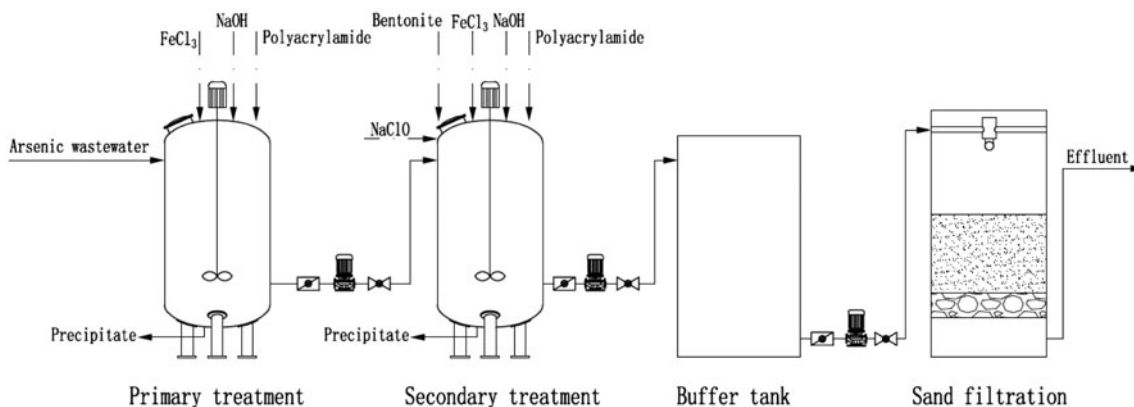 NaOH
FeCl₃
Polyacrylamide
Arsenic wastewater
Precipitate
Primary treatment
Bentonite
FeCl₃
NaOH
Polyacrylamide
NaClO
Precipitate
Secondary treatment
Buffer tank
Effluent
Sand filtration